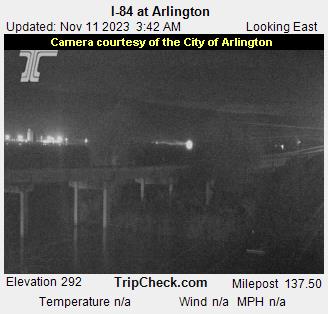 I-84 at Arlington
Updated: Nov 11 2023 3:42 AM Looking East
Camera courtesy of the City of Arlington
Elevation 292 TripCheck.com Milepost 137.50
Temperature n/a Wind n/a MPH n/a